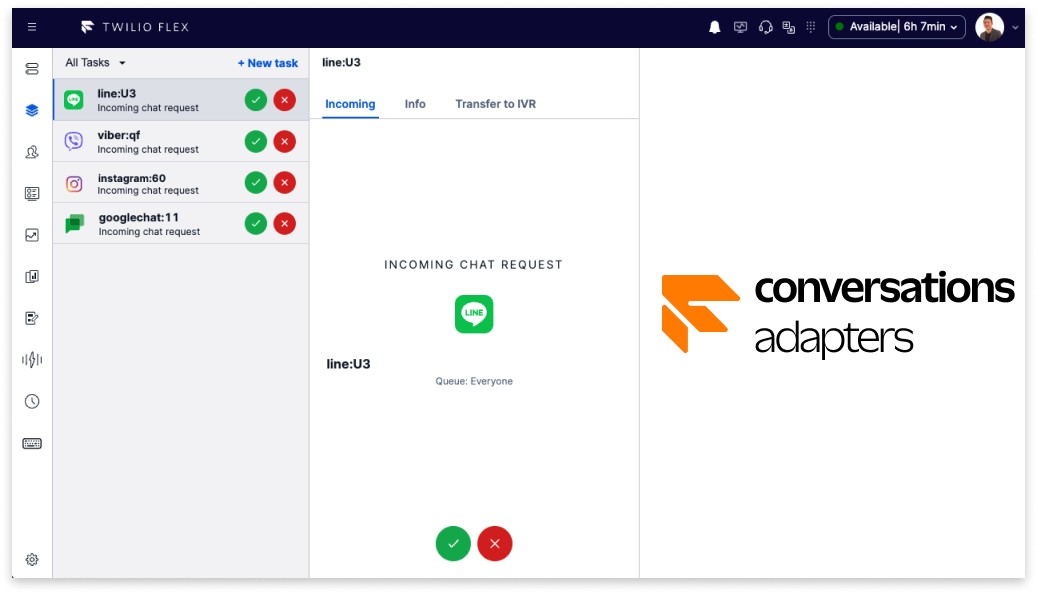 TWILIO FLEX
Available| 6h 7min
All Tasks
+ New task
line:U3
Incoming chat request
viber:qf
Incoming chat request
instagram:60
Incoming chat request
googlechat:11
Incoming chat request
line:U3
Incoming Info Transfer to IVR
INCOMING CHAT REQUEST
LINE
line:U3
Queue: Everyone
conversations
adapters